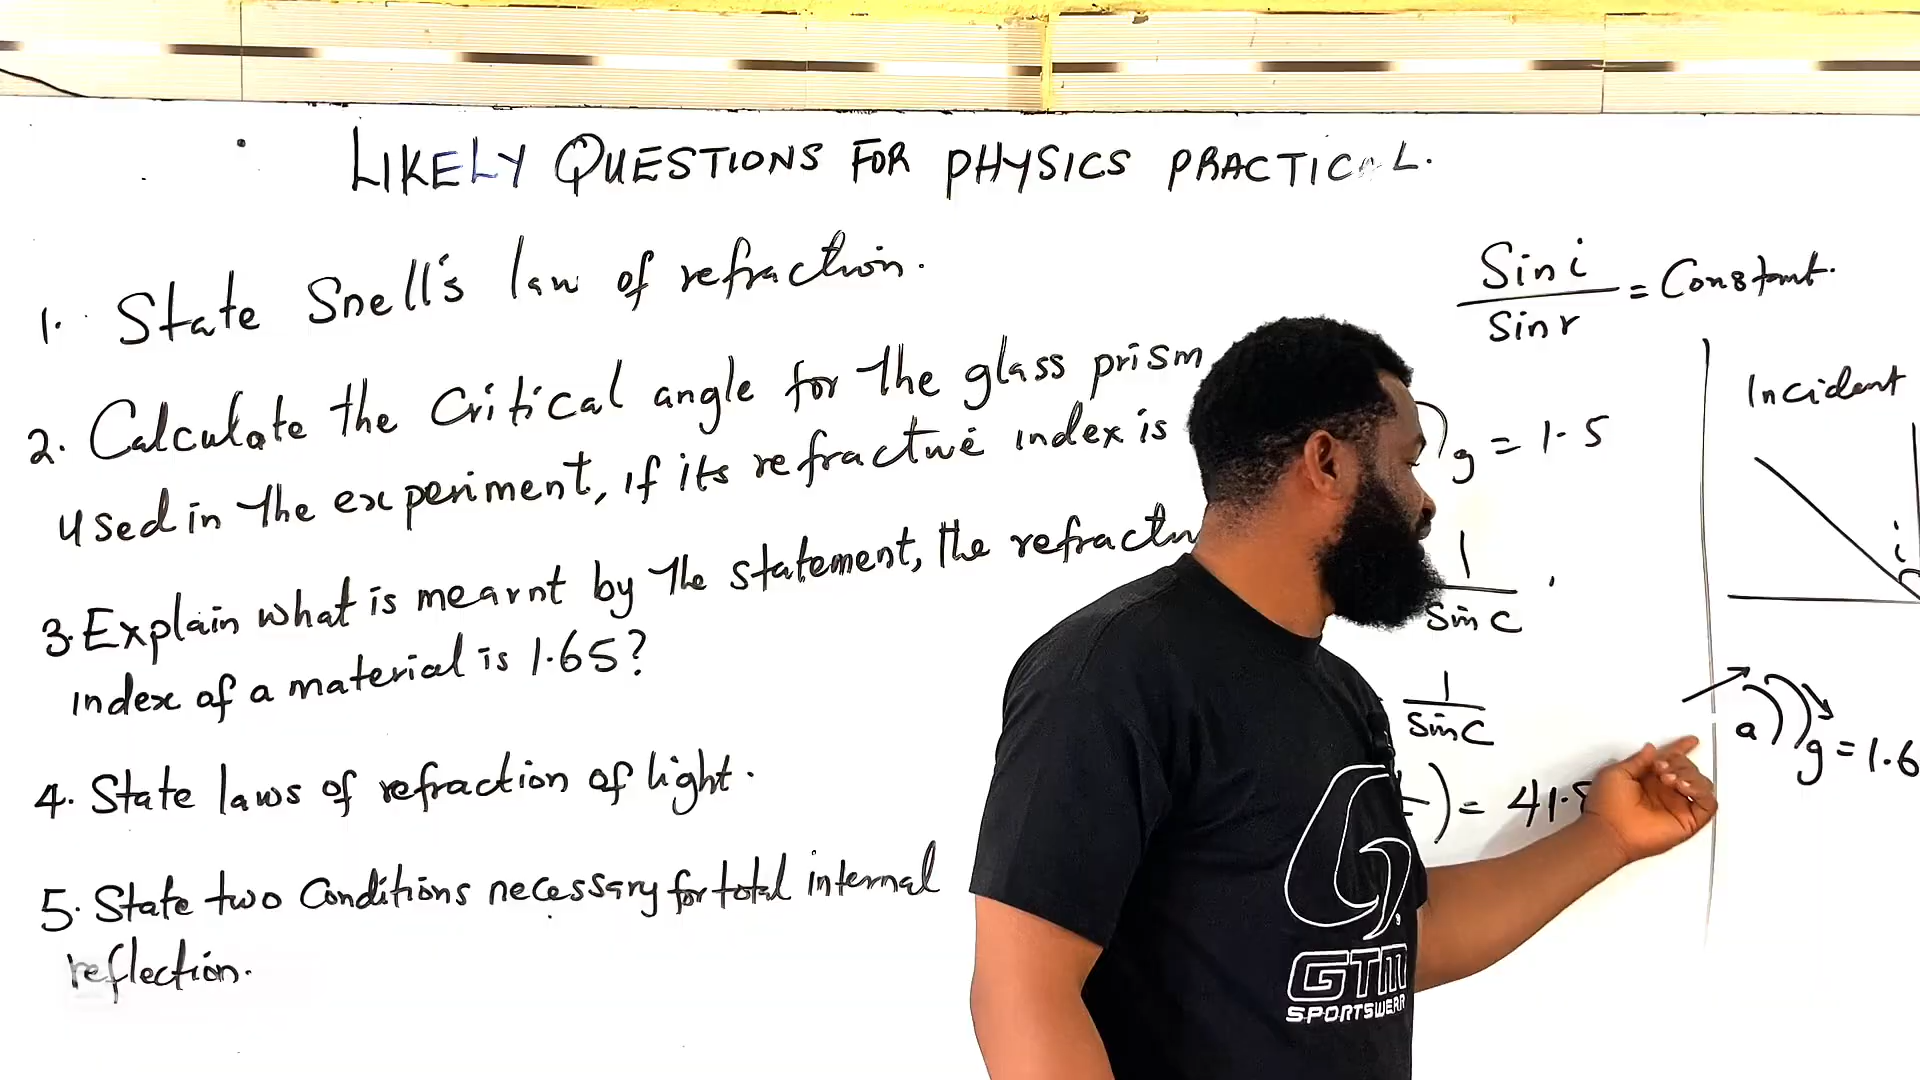 LIKELY QUESTIONS FOR PHYSICS PRACTICAL.
1. State Snell's law of refraction.
2. Calculate the Critical angle for the glass prism
used in the experiment, if its refractive index is
3. Explain what is mearnt by the statement, the
index of a material is 1.65?
4. State laws of refraction of light.
5. State two Conditions necessary for total internal
reflection.
Sin i
Sin r
= Constant.
g = 1.5
1
Sin C
1
Sin C
) = 41.8
Incident
i
a
g = 1.6
GTM
SPORTSWEAR